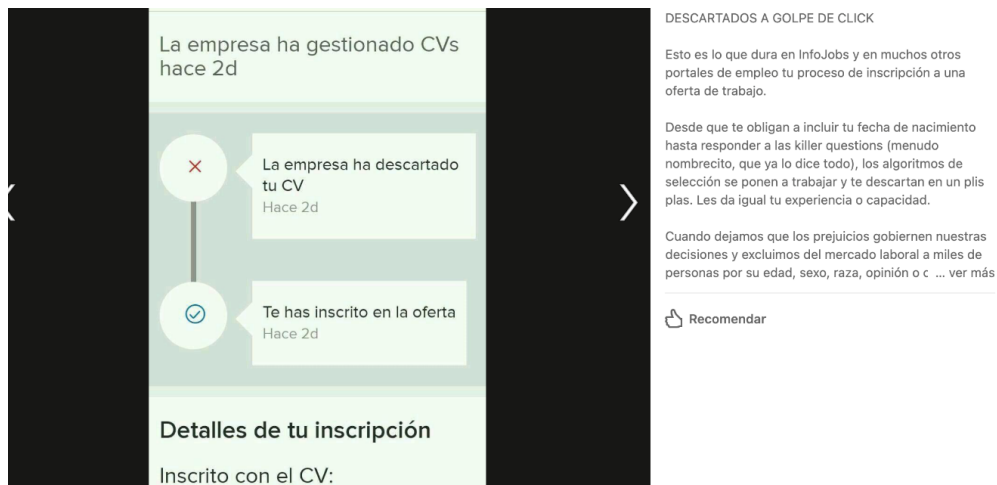 La empresa ha gestionado CVs
hace 2d
La empresa ha descartado
tu CV
Hace 2d
Te has inscrito en la oferta
Hace 2d
Detalles de tu inscripción
Inscrito con el CV:
DESCARTADOS A GOLPE DE CLICK
Esto es lo que dura en InfoJobs y en muchos otros
portales de empleo tu proceso de inscripción a una
oferta de trabajo.
Desde que te obligan a incluir tu fecha de nacimiento
hasta responder a las killer questions (menudo
nombrecito, que ya lo dice todo), los algoritmos de
selección se ponen a trabajar y te descartan en un plis
plas. Les da igual tu experiencia o capacidad.
Cuando dejamos que los prejuicios gobiernen nuestras
decisiones y excluimos del mercado laboral a miles de
personas por su edad, sexo, raza, opinión o c ... ver más
Recomendar